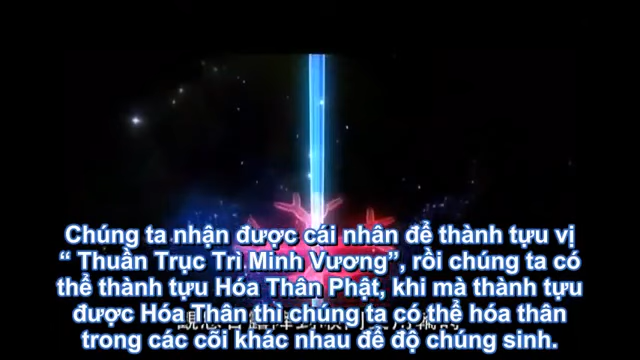 Chúng ta nhận được cái nhân để thành tựu vị
“ Thuần Trục Trì Minh Vương”, rồi chúng ta có
thể thành tựu Hóa Thân Phật, khi mà thành tựu
được Hóa Thân thì chúng ta có thể hóa thân
trong các cõi khác nhau để độ chúng sinh.